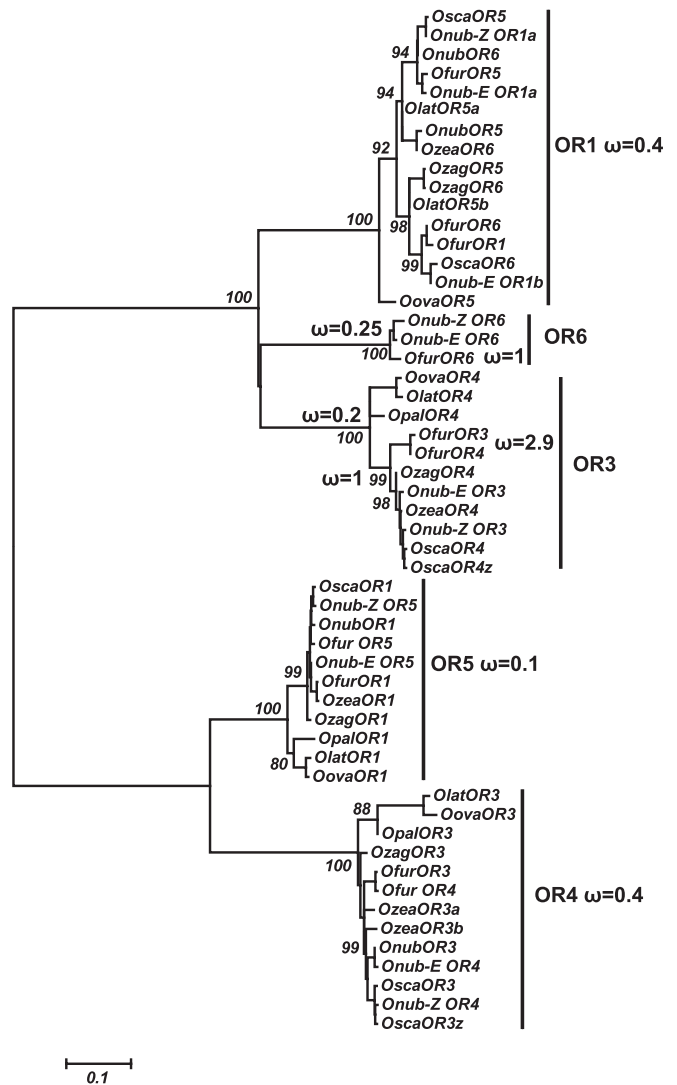 OscaOR5
Onub-Z OR1a
94
OnubOR6
OfurOR5
Onub-E OR1a
94
OlatOR5a
OnubOR5
OR1 ω=0.4
92
OzeaOR6
OzagOR5
OzagOR6
OlatOR5b
100
98
OfurOR6
OfurOR1
99
OscaOR6
Onub-E OR1b
100
OovaOR5
Onub-Z OR6
ω=0.25
Onub-E OR6
OR6
100
OfurOR6 ω=1
OovaOR4
OlatOR4
ω=0.2
OpalOR4
100
OfurOR3
ω=2.9
OfurOR4
OR3
ω=1
99
OzagOR4
Onub-E OR3
98
OzeaOR4
Onub-Z OR3
OscaOR4
OscaOR4z
OscaOR1
Onub-Z OR5
OnubOR1
Ofur OR5
Onub-E OR5
OR5 ω=0.1
99
OfurOR1
OzeaOR1
100
OzagOR1
OpalOR1
OlatOR1
80
OovaOR1
OlatOR3
88
OovaOR3
OpalOR3
OzagOR3
100
OfurOR3
Ofur OR4
OR4 ω=0.4
OzeaOR3a
OzeaOR3b
99
OnubOR3
Onub-E OR4
OscaOR3
Onub-Z OR4
OscaOR3z
0.1